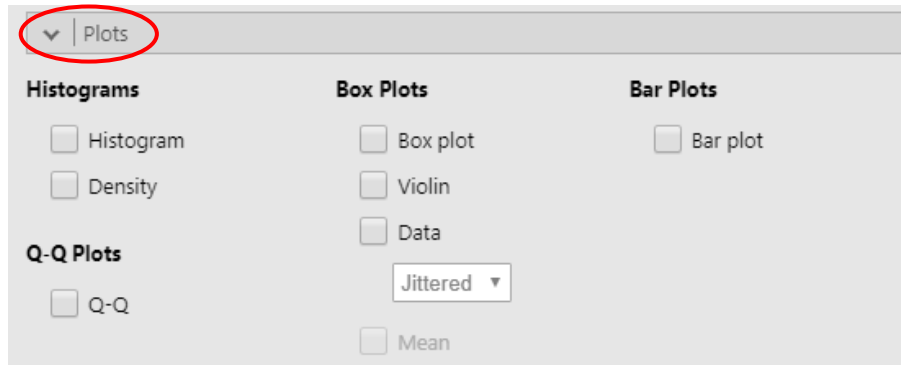 Plots
Histograms
Histogram
Density
Q-Q Plots
Q-Q
Box Plots
Box plot
Violin
Data
Jittered
Mean
Bar Plots
Bar plot